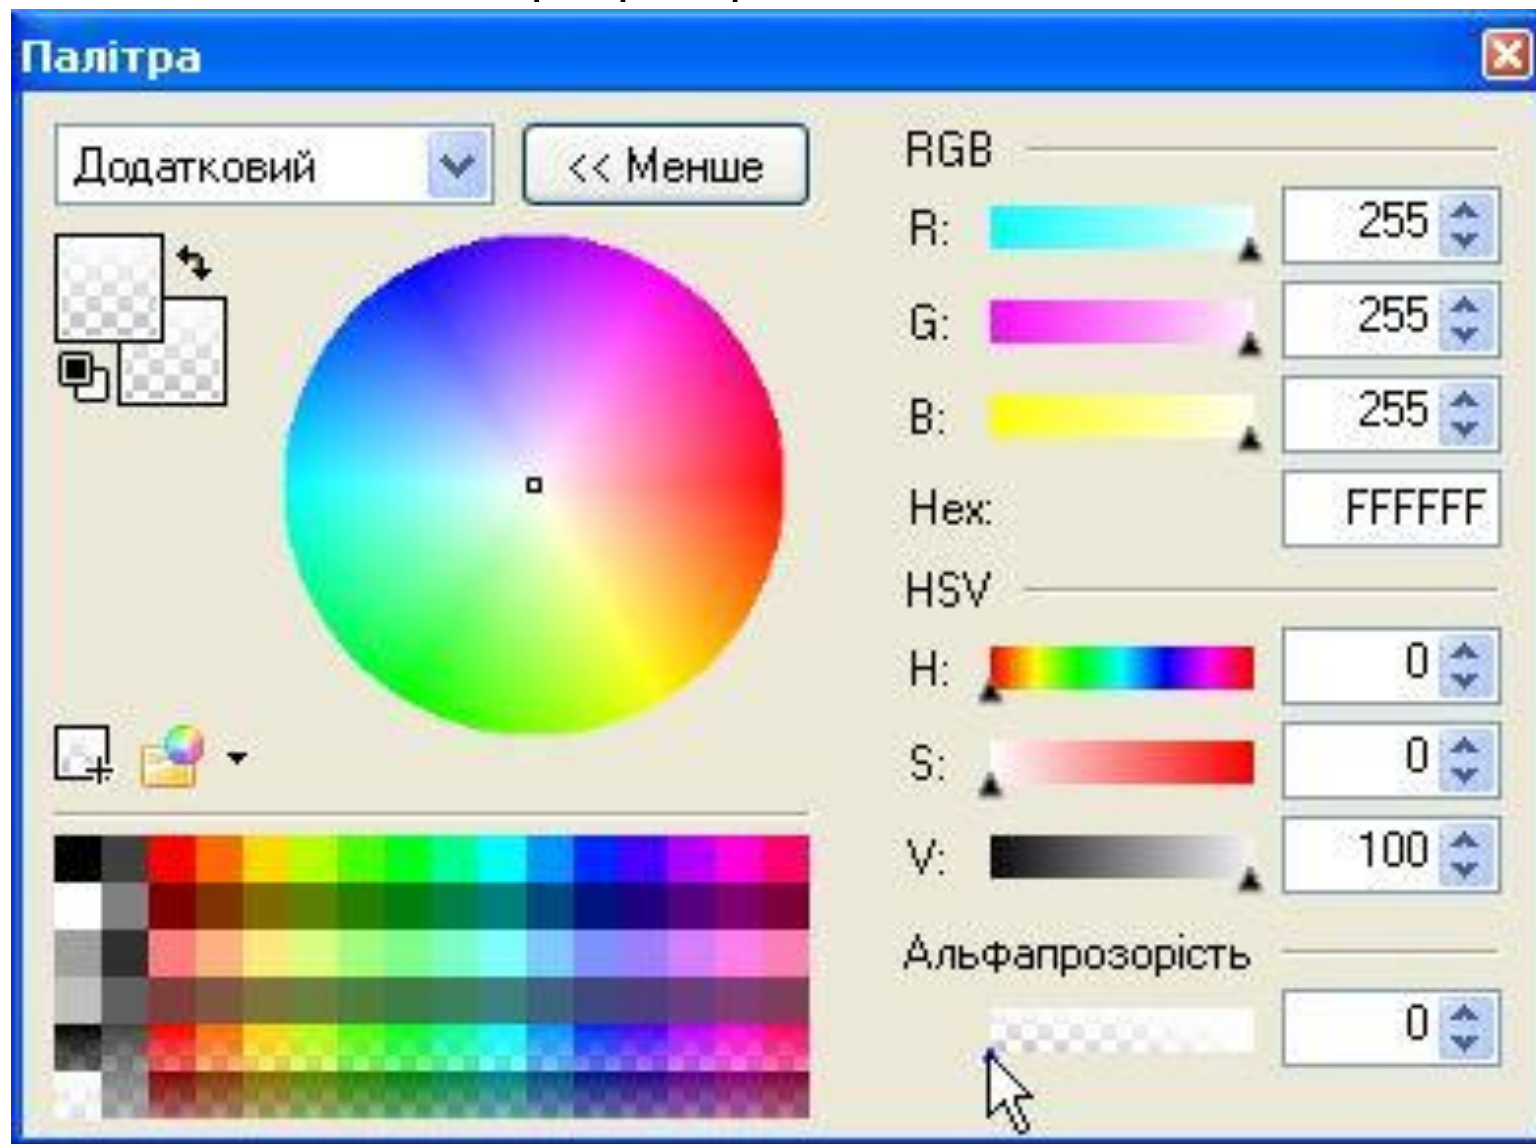 Палітра
Додатковий
<< Менше
RGB
R: 255
G: 255
B: 255
Hex: FFFFFF
HSV
H: 0
S: 0
V: 100
Альфапрозорість
0